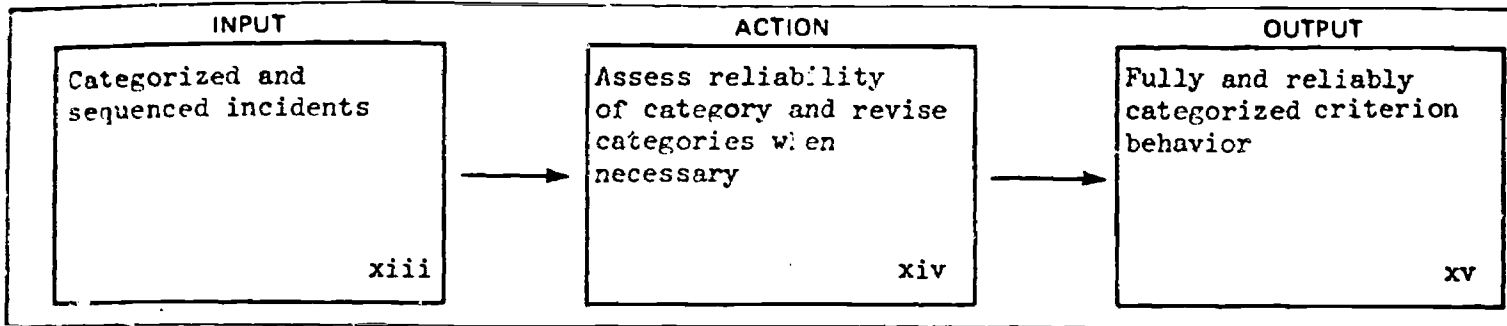 INPUT
Categorized and
sequenced incidents
xiii
ACTION
Assess reliability
of category and revise
categories when
necessary
xiv
OUTPUT
Fully and reliably
categorized criterion
behavior
xv